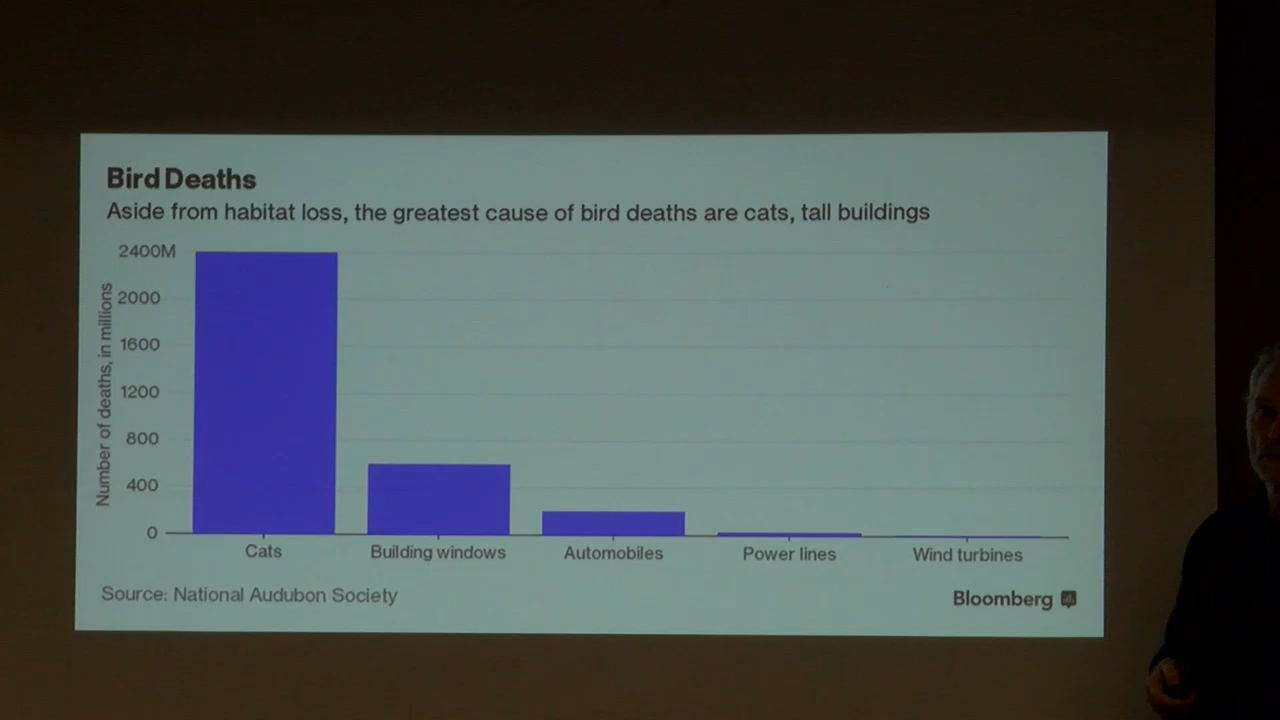 Bird Deaths
Aside from habitat loss, the greatest cause of bird deaths are cats, tall buildings
Number of deaths, in millions
2400M
2000
1600
1200
800
400
0
Cats
Building windows
Automobiles
Power lines
Wind turbines
Source: National Audubon Society
Bloomberg